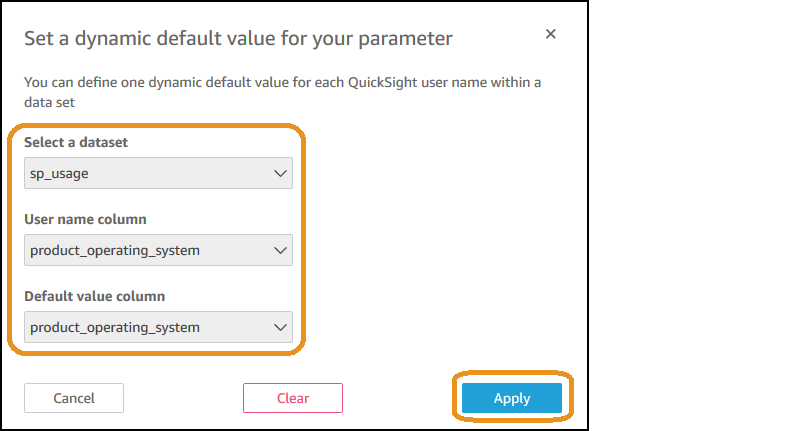 Set a dynamic default value for your parameter
You can define one dynamic default value for each QuickSight user name within a
data set
Select a dataset
sp_usage
User name column
product_operating_system
Default value column
product_operating_system
Cancel
Clear
Apply